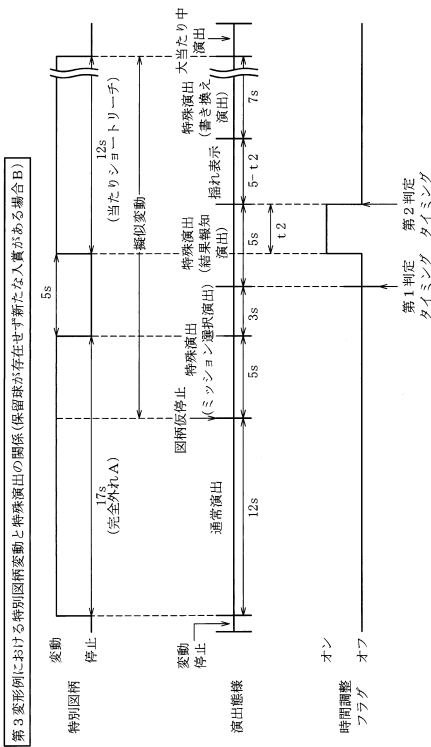 第3変形例における特別図柄変動と特殊演出の関係(保留球が存在せず新たな入賞がある場合B)
特別図柄
変動
停止
17s
(完全外れA)
5s
12s
(当たりショートリーチ)
擬似変動
図柄仮停止
演出態様
変動
停止
通常演出
特殊演出
(ミッション選択演出)
特殊演出
(結果報知
演出)
揺れ表示
特殊演出
(書き換え
演出)
大当たり中
演出
12s
5s
3s
5s
5-t2
7s
t2
時間調整
フラグ
オン
オフ
第1判定
タイミング
第2判定
タイミング